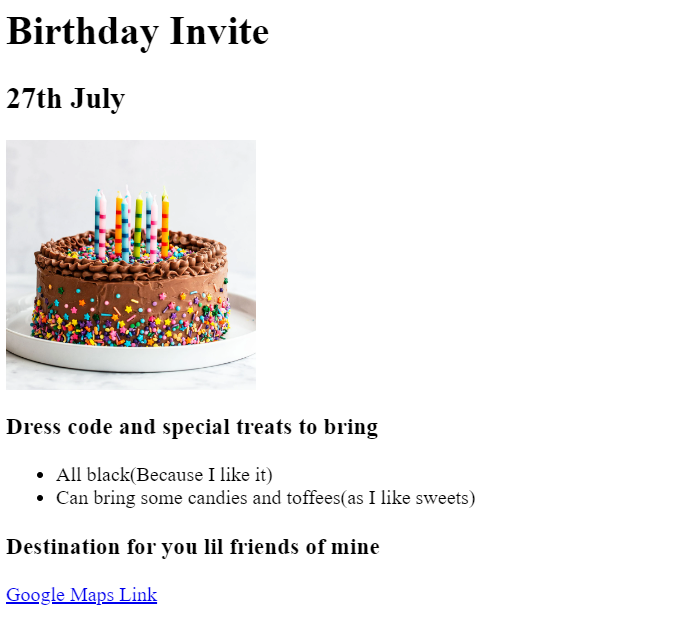 Birthday Invite
27th July
Dress code and special treats to bring
All black(Because I like it)
Can bring some candies and toffees(as I like sweets)
Destination for you lil friends of mine
Google Maps Link